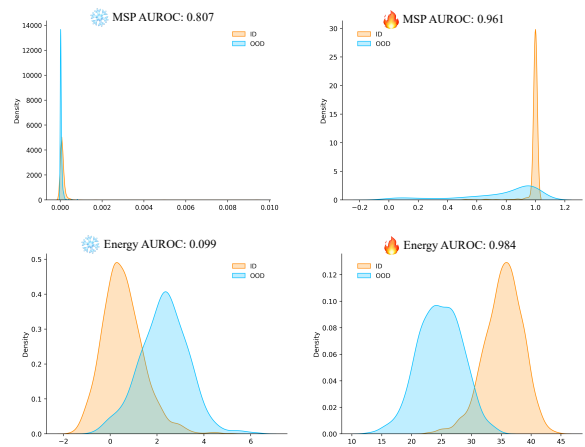 MSP AUROC: 0.807
14000
12000
10000
8000
6000
4000
2000
0
Density
ID
OOD
0.000 0.002 0.004 0.006 0.008 0.010
MSP AUROC: 0.961
30
25
20
15
10
5
0
Density
ID
OOD
-0.2 0.0 0.2 0.4 0.6 0.8 1.0 1.2
Energy AUROC: 0.099
0.5
0.4
0.3
0.2
0.1
0.0
Density
ID
OOD
−2 0 2 4 6
Energy AUROC: 0.984
0.12
0.10
0.08
0.06
0.04
0.02
0.00
Density
ID
OOD
10 15 20 25 30 35 40 45